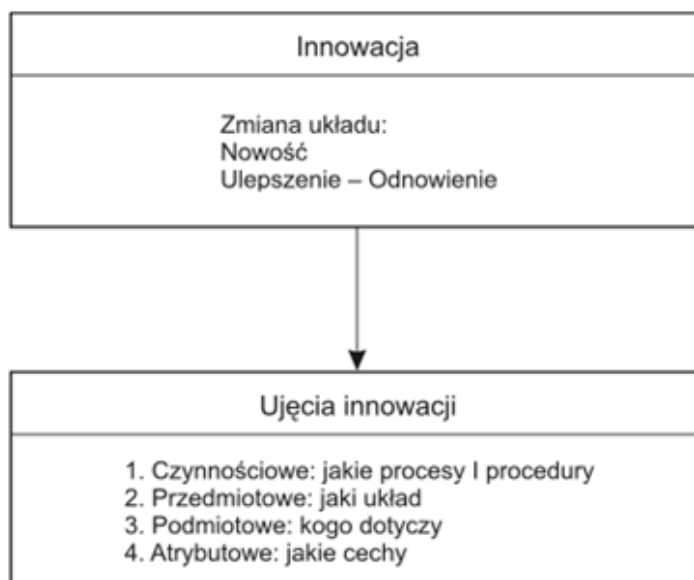 Innowacja
Zmiana układu:
Nowość
Ulepszenie – Odnowienie
Ujęcia innowacji
1. Czynnościowe: jakie procesy I procedury
2. Przedmiotowe: jaki układ
3. Podmiotowe: kogo dotyczy
4. Atrybutowe: jakie cechy